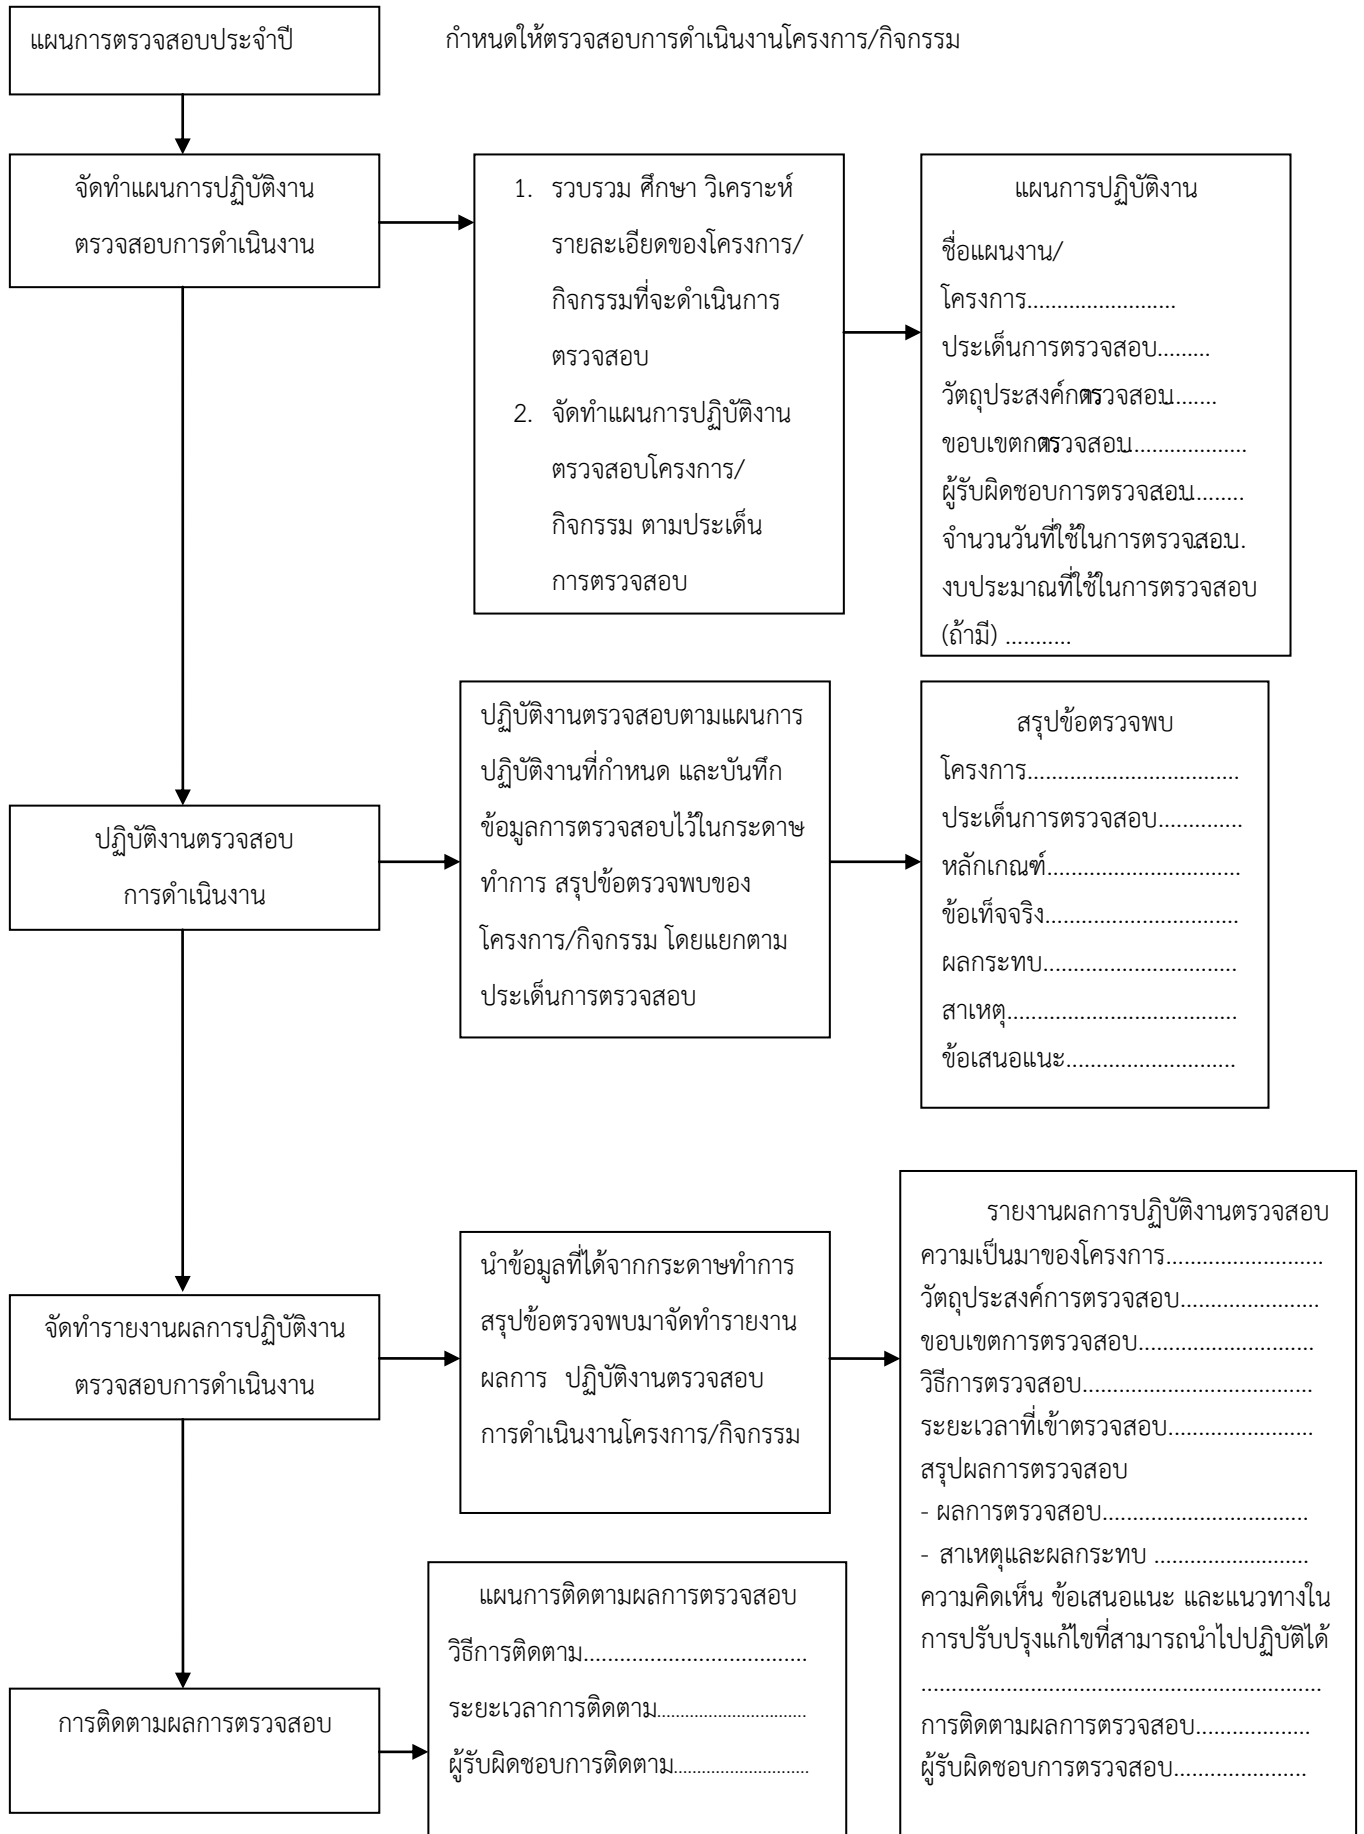 แผนการตรวจสอบประจำปี
กำหนดให้ตรวจสอบการดำเนินงานโครงการ/กิจกรรม
จัดทำแผนการปฏิบัติงาน
ตรวจสอบการดำเนินงาน
1. รวบรวม ศึกษา วิเคราะห์
รายละเอียดของโครงการ/
กิจกรรมที่จะดำเนินการ
ตรวจสอบ
2. จัดทำแผนการปฏิบัติงาน
ตรวจสอบโครงการ/
กิจกรรม ตามประเด็น
การตรวจสอบ
แผนการปฏิบัติงาน
ชื่อแผนงาน/
โครงการ.........................
ประเด็นการตรวจสอบ.........
วัตถุประสงค์การตรวจสอบ.........
ขอบเขตการตรวจสอบ......................
ผู้รับผิดชอบการตรวจสอบ..............
จำนวนวันที่ใช้ในการตรวจสอบ.........
งบประมาณที่ใช้ในการตรวจสอบ
(ถ้ามี) ...........
ปฏิบัติงานตรวจสอบ
การดำเนินงาน
ปฏิบัติงานตรวจสอบตามแผนการ
ปฏิบัติงานที่กำหนด และบันทึก
ข้อมูลการตรวจสอบไว้ในกระดาษ
ทำการ สรุปข้อตรวจพบของ
โครงการ/กิจกรรม โดยแยกตาม
ประเด็นการตรวจสอบ
สรุปข้อตรวจพบ
โครงการ...................................
ประเด็นการตรวจสอบ..............
หลักเกณฑ์................................
ข้อเท็จจริง................................
ผลกระทบ................................
สาเหตุ......................................
ข้อเสนอแนะ............................
จัดทำรายงานผลการปฏิบัติงาน
ตรวจสอบการดำเนินงาน
นำข้อมูลที่ได้จากกระดาษทำการ
สรุปข้อตรวจพบมาจัดทำรายงาน
ผลการ ปฏิบัติงานตรวจสอบ
การดำเนินงานโครงการ/กิจกรรม
รายงานผลการปฏิบัติงานตรวจสอบ
ความเป็นมาของโครงการ..........................
วัตถุประสงค์การตรวจสอบ.......................
ขอบเขตการตรวจสอบ.............................
วิธีการตรวจสอบ......................................
ระยะเวลาที่เข้าตรวจสอบ........................
สรุปผลการตรวจสอบ
- ผลการตรวจสอบ..................................
- สาเหตุและผลกระทบ ..........................
ความคิดเห็น ข้อเสนอแนะ และแนวทางใน
การปรับปรุงแก้ไขที่สามารถนำไปปฏิบัติได้
..................................................................
การติดตามผลการตรวจสอบ...................
ผู้รับผิดชอบการตรวจสอบ......................
การติดตามผลการตรวจสอบ
แผนการติดตามผลการตรวจสอบ
วิธีการติดตาม.....................................
ระยะเวลาการติดตาม................................
ผู้รับผิดชอบการติดตาม.............................